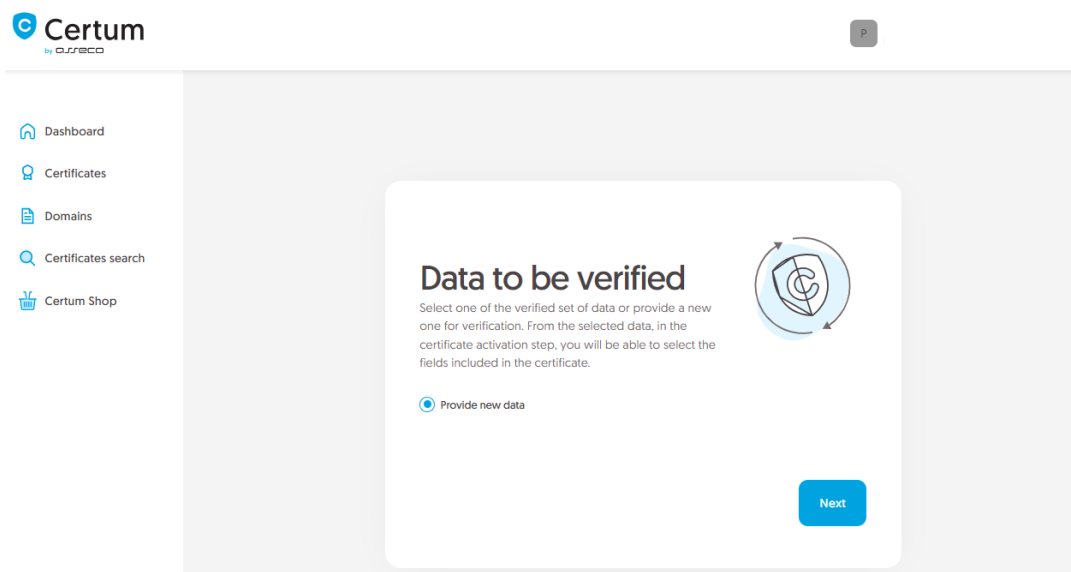 Certum
by asseco
P
Dashboard
Certificates
Domains
Certificates search
Certum Shop
Data to be verified
Select one of the verified set of data or provide a new
one for verification. From the selected data, in the
certificate activation step, you will be able to select the
fields included in the certificate.
Provide new data
Next